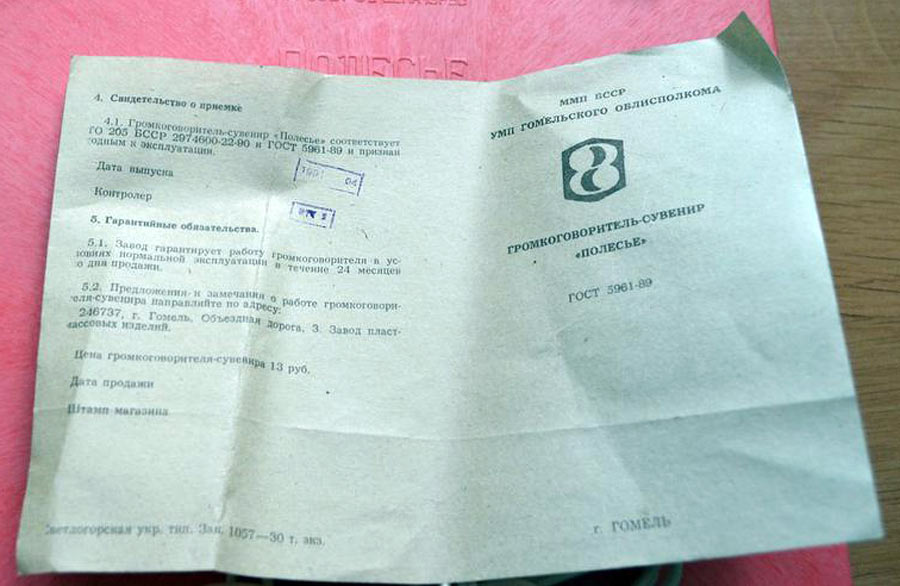 Полесье
4. Свидетельство о приемке
4.1. Громкоговоритель-сувенир «Полесье» соответствует
ТО 205 БССР 2974600-22-90 и ГОСТ 5961-89 и признан
годным к эксплуатации.
Дата выпуска
1991 04
Контролер
5. Гарантийные обязательства.
5.1. Завод гарантирует работу громкоговорителя в ус-
ловиях нормальной эксплуатации в течение 24 месяцев
со дня продажи.
5.2. Предложения и замечания о работе громкоговори-
теля-сувенира направляйте по адресу:
246737, г. Гомель. Объездная дорога, 3. Завод пласт-
массовых изделий.
Цена громкоговорителя-сувенира 13 руб.
Дата продажи
Штамп магазина
Светлогорская укр. тип. Зак. 1057—30 т. экз.
ММП БССР
УМП ГОМЕЛЬСКОГО ОБЛИСПОЛКОМА
ГРОМКОГОВОРИТЕЛЬ-СУВЕНИР
«ПОЛЕСЬЕ»
ГОСТ 5961-89
г. ГОМЕЛЬ